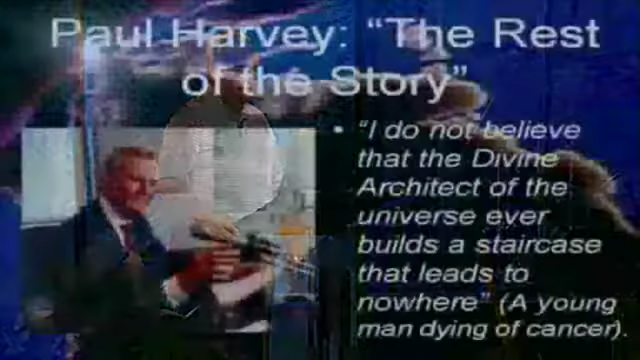 Paul Harvey: “The Rest
of the Story”
• “I do not believe
that the Divine
Architect of the
universe ever
builds a staircase
that leads to
nowhere” (A young
man dying of cancer).